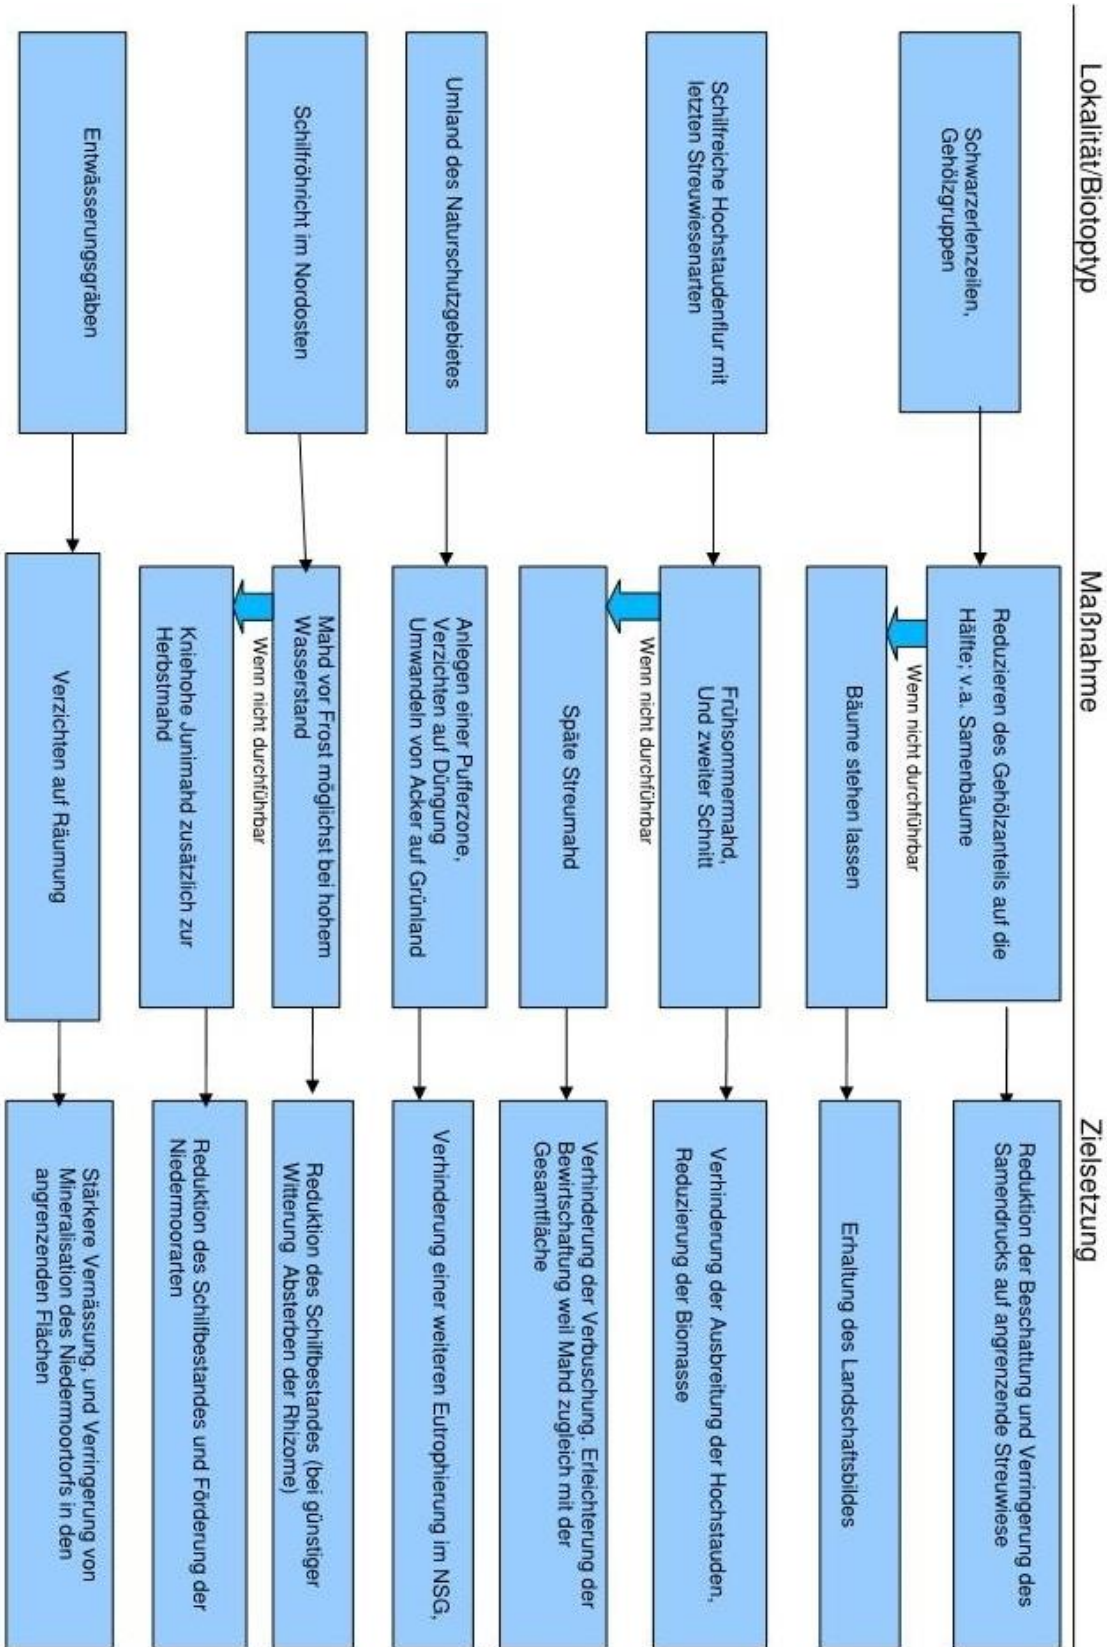 Lokalität/Biotoptyp
Maßnahme
Zielsetzung
Schwarzerlenzeilen,
Gehölzgruppen
Reduzieren des Gehölzanteils auf die
Hälfte; v.a. Samenbäume
Reduktion der Beschattung und Verringerung des
Samendrucks auf angrenzende Streuwiese
Wenn nicht durchführbar
Bäume stehen lassen
Erhaltung des Landschaftsbildes
Schilfreiche Hochstaudenflur mit
letzten Streuwiesenarten
Frühsommermahd,
Und zweiter Schnitt
Verhinderung der Ausbreitung der Hochstauden,
Reduzierung der Biomasse
Wenn nicht durchführbar
Späte Streumahd
Verhinderung der Verbuschung. Erleichterung der
Bewirtschaftung weil Mahd zugleich mit der
Gesamtfläche
Umland des Naturschutzgebietes
Anlegen einer Pufferzone,
Verzichten auf Düngung
Umwandeln von Acker auf Grünland
Verhinderung einer weiteren Eutrophierung im NSG,
Schilfröhricht im Nordosten
Mahd vor Frost möglichst bei hohem
Wasserstand
Reduktion des Schilfbestandes (bei günstiger
Witterung Absterben der Rhizome)
Wenn nicht durchführbar
Kniehohe Junimahd zusätzlich zur
Herbstmahd
Reduktion des Schilfbestandes und Förderung der
Niedermoorarten
Entwässerungsgräben
Verzichten auf Räumung
Stärkere Vernässung, und Verringerung von
Mineralisation des Niedermoortorfs in den
angrenzenden Flächen